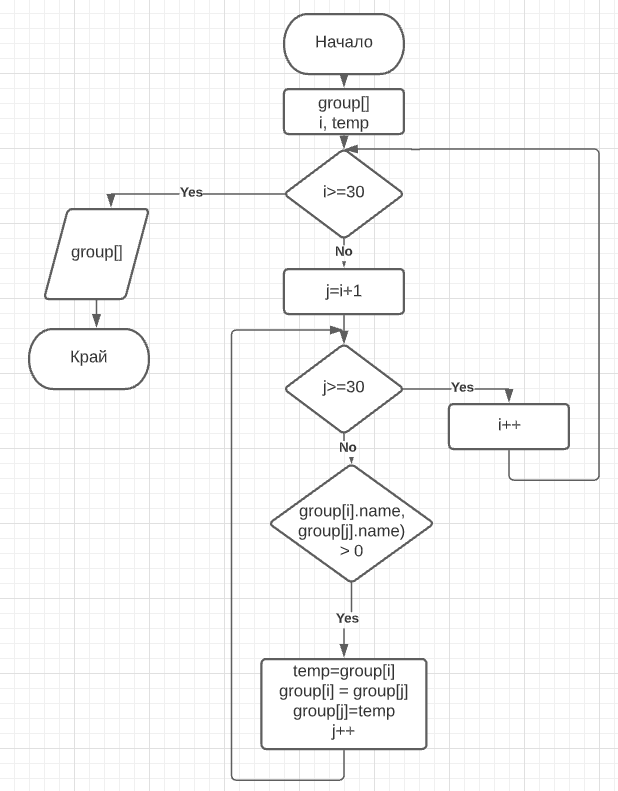 Начало
group[]
i, temp
i>=30
Yes
No
group[]
j=i+1
Край
j>=30
Yes
i++
No
group[i].name,
group[j].name)
> 0
Yes
temp=group[i]
group[i] = group[j]
group[j]=temp
j++